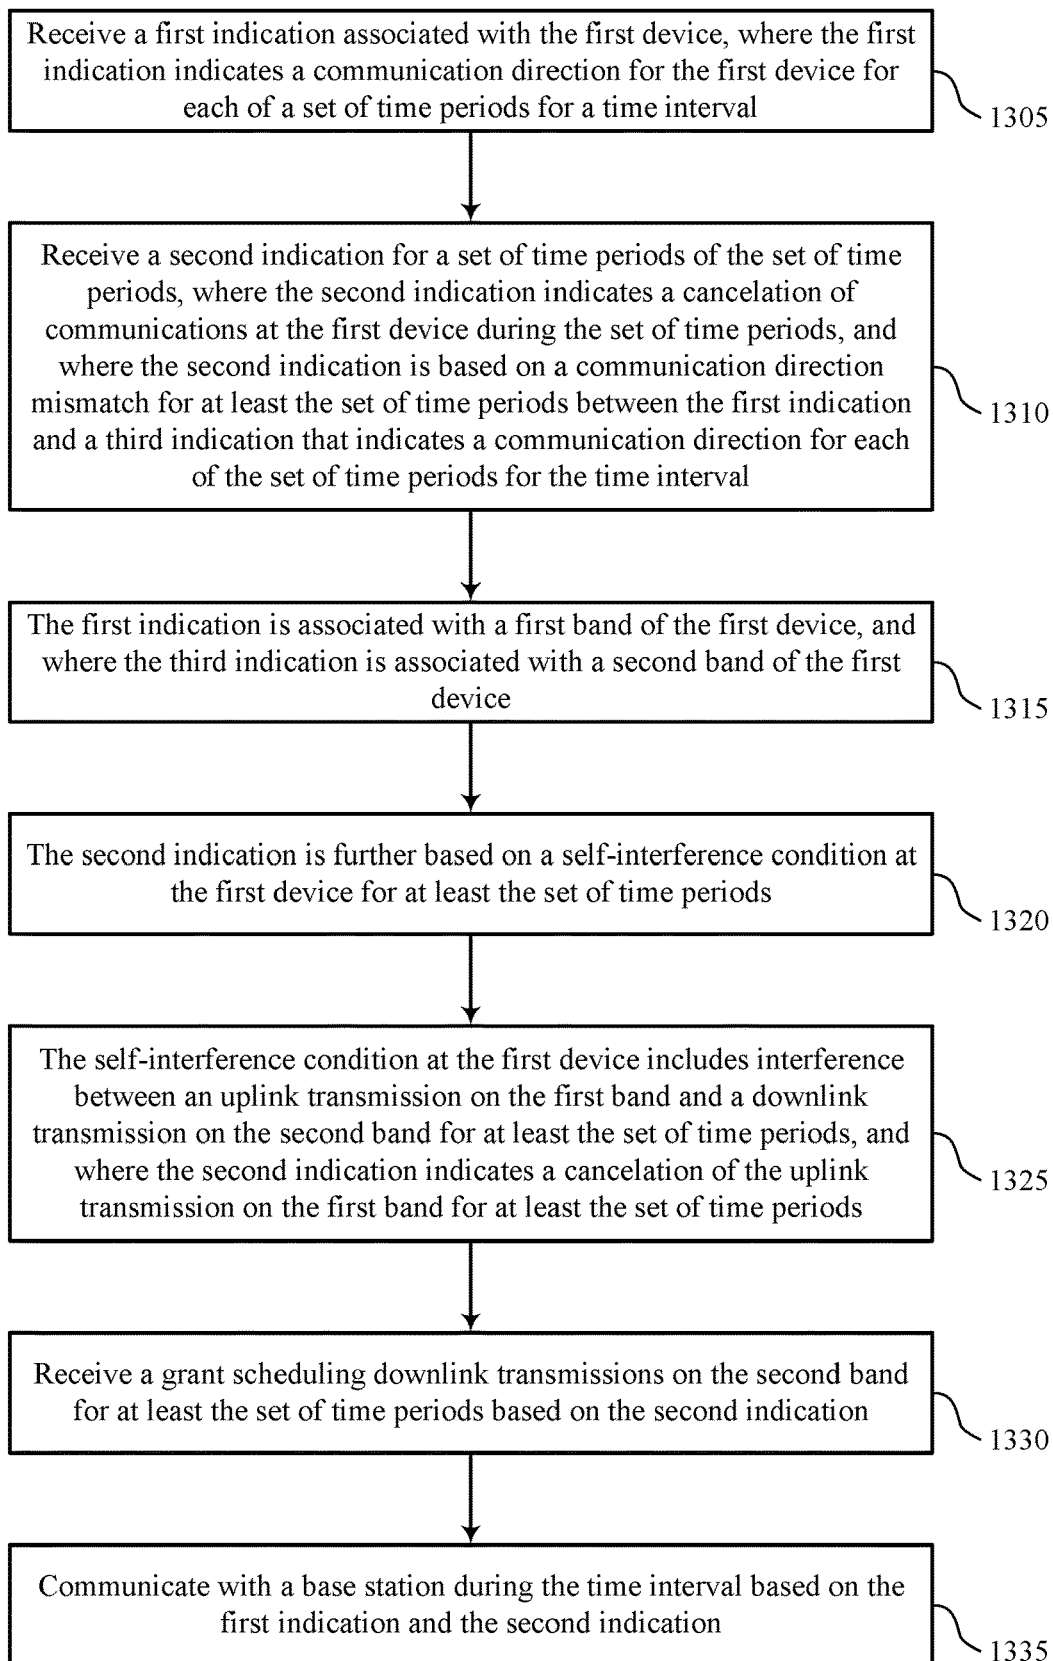 Receive a first indication associated with the first device, where the first
indication indicates a communication direction for the first device for
each of a set of time periods for a time interval
1305
Receive a second indication for a set of time periods of the set of time
periods, where the second indication indicates a cancelation of
communications at the first device during the set of time periods, and
where the second indication is based on a communication direction
mismatch for at least the set of time periods between the first indication
and a third indication that indicates a communication direction for each
of the set of time periods for the time interval
1310
The first indication is associated with a first band of the first device, and
where the third indication is associated with a second band of the first
device
1315
The second indication is further based on a self-interference condition at
the first device for at least the set of time periods
1320
The self-interference condition at the first device includes interference
between an uplink transmission on the first band and a downlink
transmission on the second band for at least the set of time periods, and
where the second indication indicates a cancelation of the uplink
transmission on the first band for at least the set of time periods
1325
Receive a grant scheduling downlink transmissions on the second band
for at least the set of time periods based on the second indication
1330
Communicate with a base station during the time interval based on the
first indication and the second indication
1335